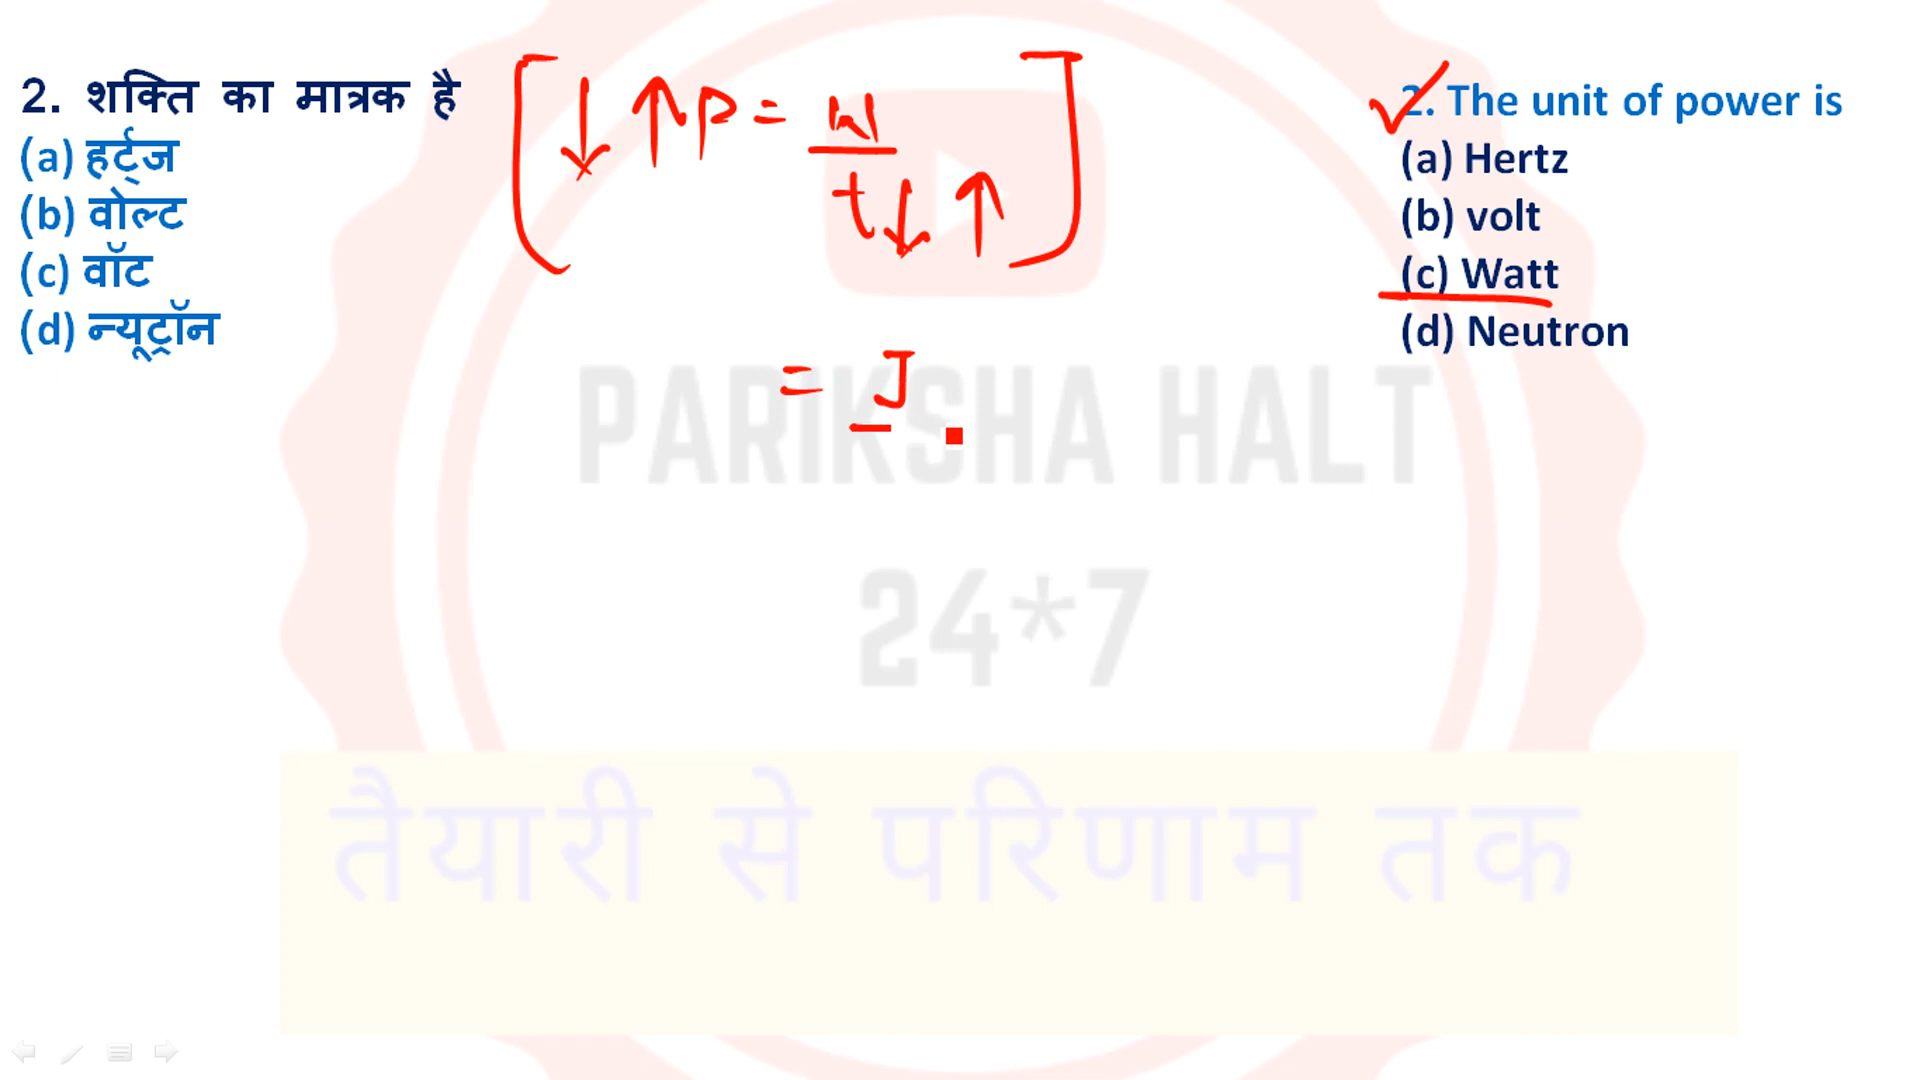 2. शक्ति का मात्रक है
(a) हर्ट्ज
(b) वोल्ट
(c) वॉट
(d) न्यूट्रॉन
P = W
t
= J
2. The unit of power is
(a) Hertz
(b) volt
(c) Watt
(d) Neutron
PARIKSHA HALT
24*7
तैयारी से परिणाम तक